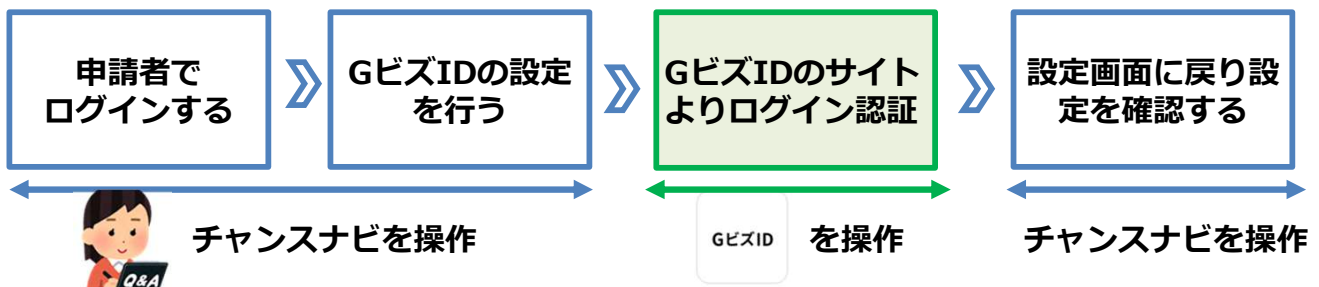 申請者で
ログインする
GビズIDの設定
を行う
GビズIDのサイト
よりログイン認証
設定画面に戻り設
定を確認する
チャンスナビを操作
Q&A
GビズID を操作
チャンスナビを操作